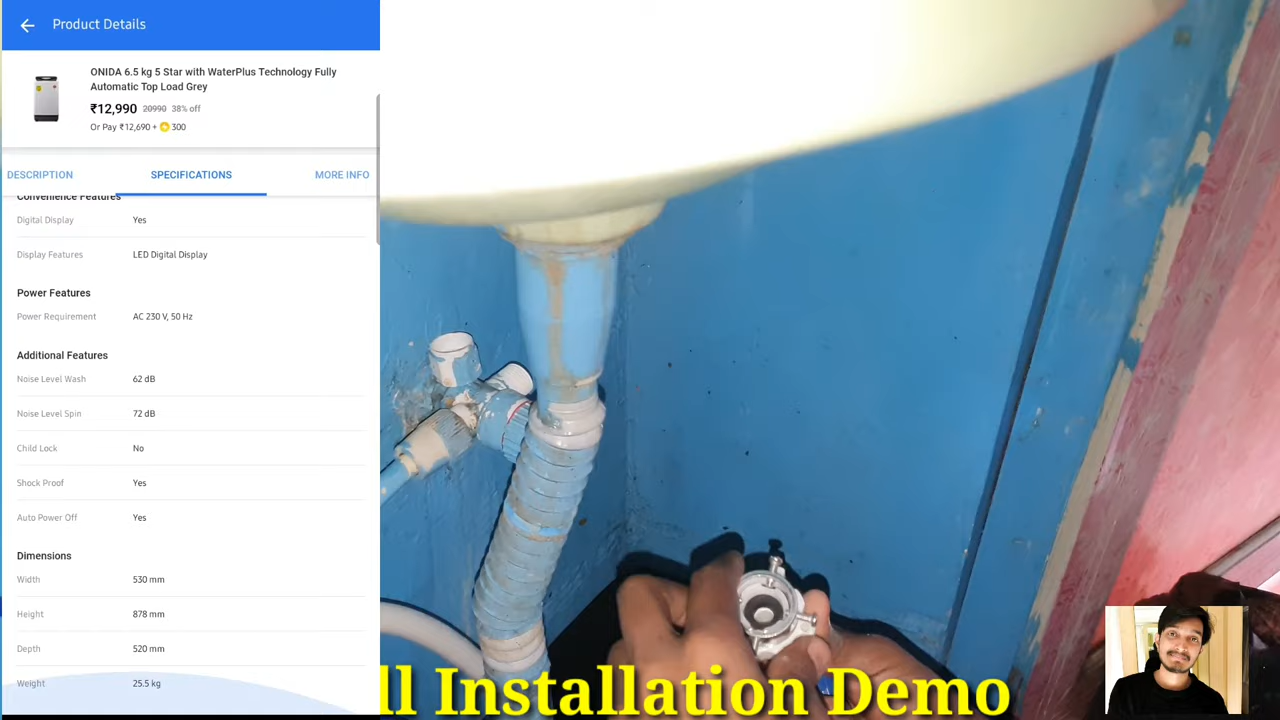 Product Details
ONIDA 6.5 kg 5 Star with WaterPlus Technology Fully
Automatic Top Load Grey
₹12,990 20990 38% off
Or Pay ₹12,690 + 300
DESCRIPTION SPECIFICATIONS MORE INFO
Convenience Features
Digital Display Yes
Display Features LED Digital Display
Power Features
Power Requirement AC 230 V, 50 Hz
Additional Features
Noise Level Wash 62 dB
Noise Level Spin 72 dB
Child Lock No
Shock Proof Yes
Auto Power Off Yes
Dimensions
Width 530 mm
Height 878 mm
Depth 520 mm
Weight 25.5 kg
ll Installation Demo